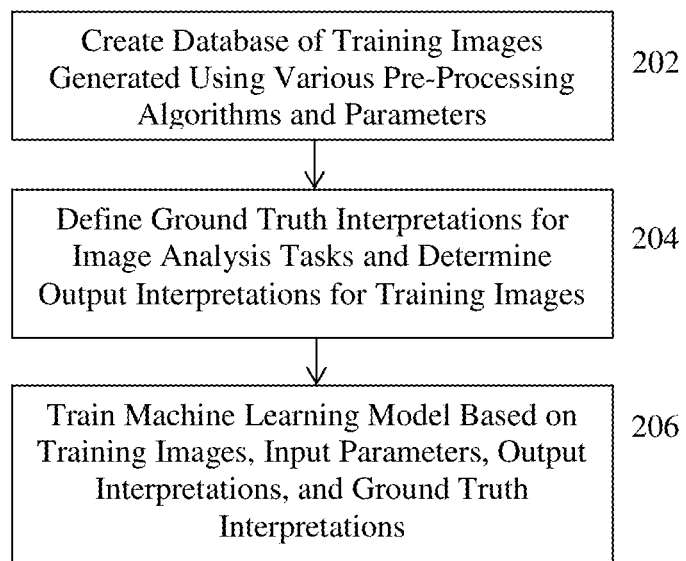 Create Database of Training Images
Generated Using Various Pre-Processing
Algorithms and Parameters
202
Define Ground Truth Interpretations for
Image Analysis Tasks and Determine
Output Interpretations for Training Images
204
Train Machine Learning Model Based on
Training Images, Input Parameters, Output
Interpretations, and Ground Truth
Interpretations
206